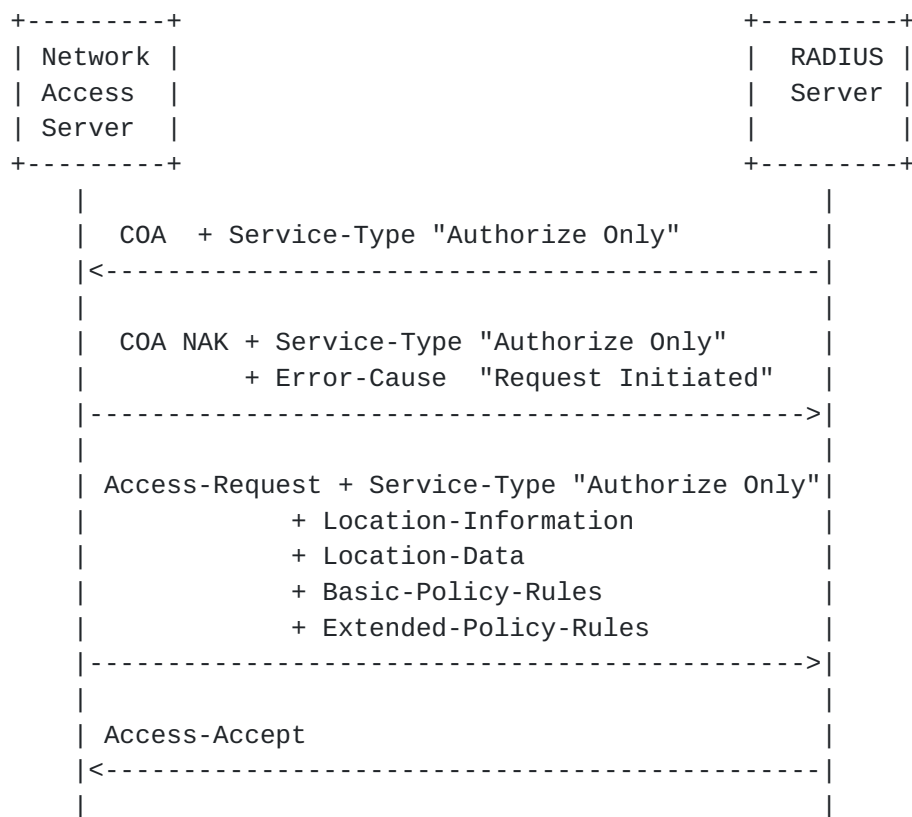 +---------+                                     +---------+
| Network |                                     |  RADIUS |
| Access  |                                     |  Server |
| Server  |                                     |         |
+---------+                                     +---------+
    |                                                |
    |  COA  + Service-Type "Authorize Only"          |
    |<-----------------------------------------------|
    |                                                |
    |  COA NAK + Service-Type "Authorize Only"       |
    |          + Error-Cause  "Request Initiated"    |
    |----------------------------------------------->|
    |                                                |
    | Access-Request + Service-Type "Authorize Only"|
    |             + Location-Information             |
    |             + Location-Data                    |
    |             + Basic-Policy-Rules               |
    |             + Extended-Policy-Rules            |
    |----------------------------------------------->|
    |                                                |
    | Access-Accept                                  |
    |<-----------------------------------------------|
    |                                                |